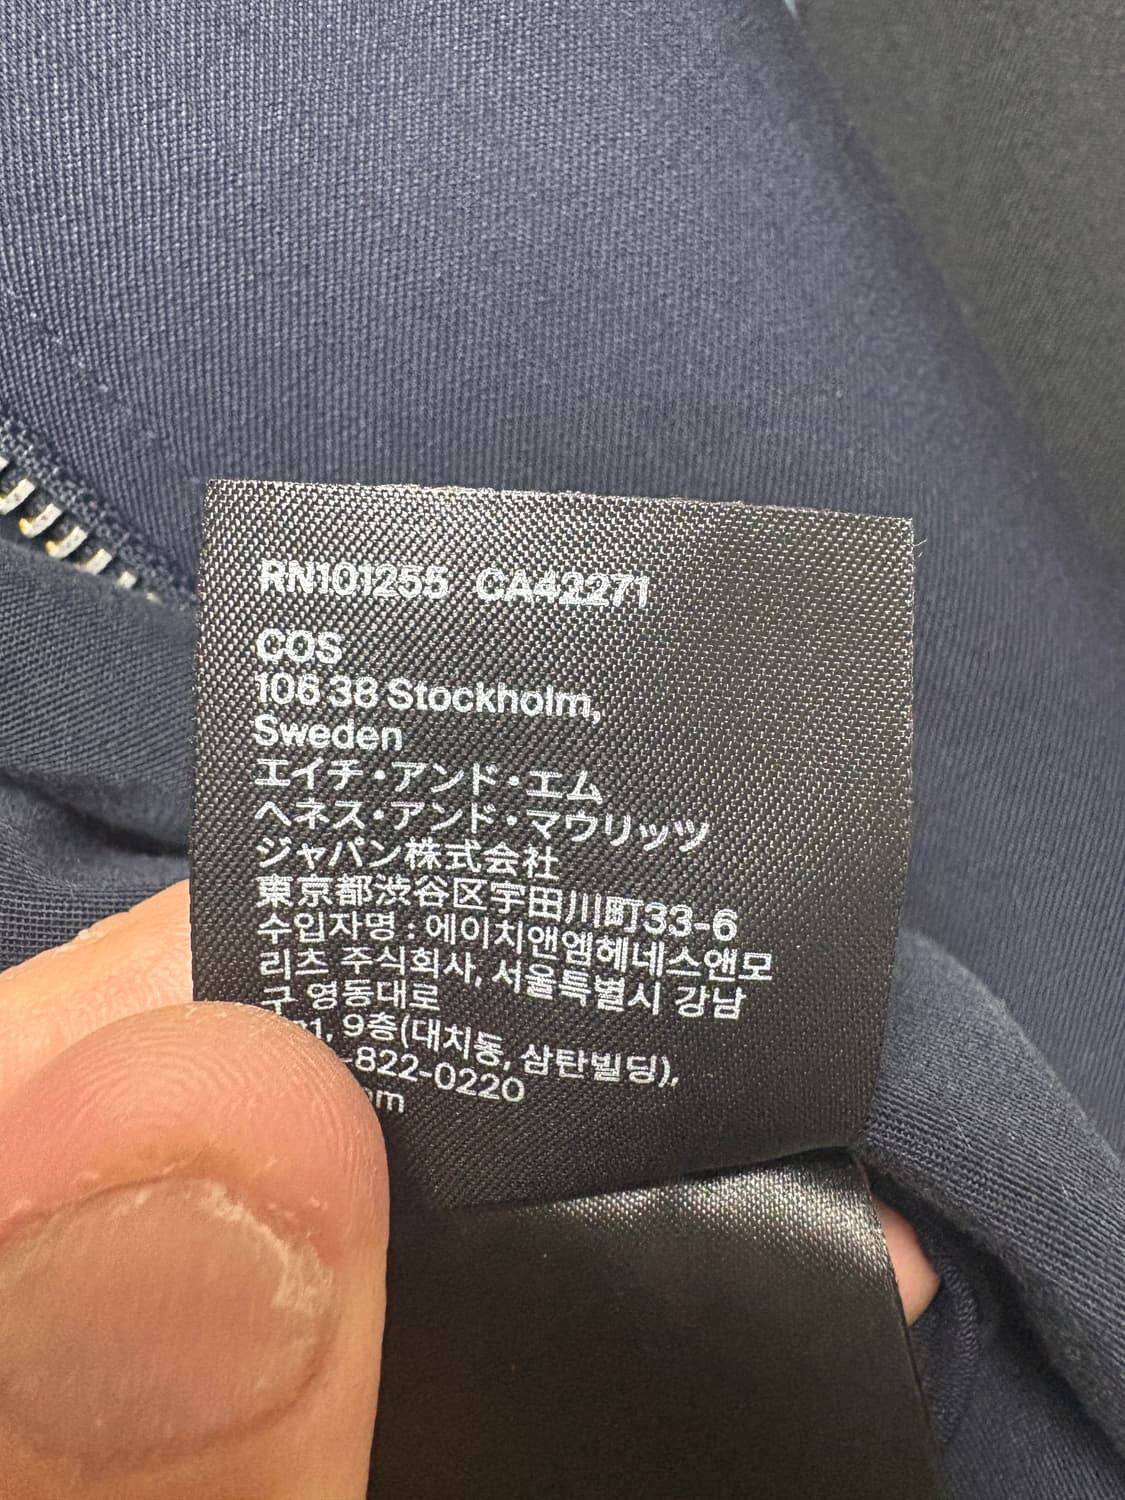 RN101255 CA42271
COS
106 38 Stockholm,
Sweden
エイチ・アンド・エム
ヘネス・アンド・マウリッツ
ジャパン株式会社
東京都渋谷区宇田川町33-6
수입자명 : 에이치앤엠헤네스앤모
리즈 주식회사, 서울특별시 강남
구 영동대로
9층(대치동, 삼탄빌딩),
-822-0220